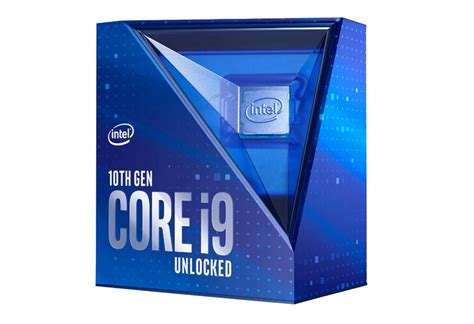 intel
intel
10TH GEN
CORE i9
UNLOCKED